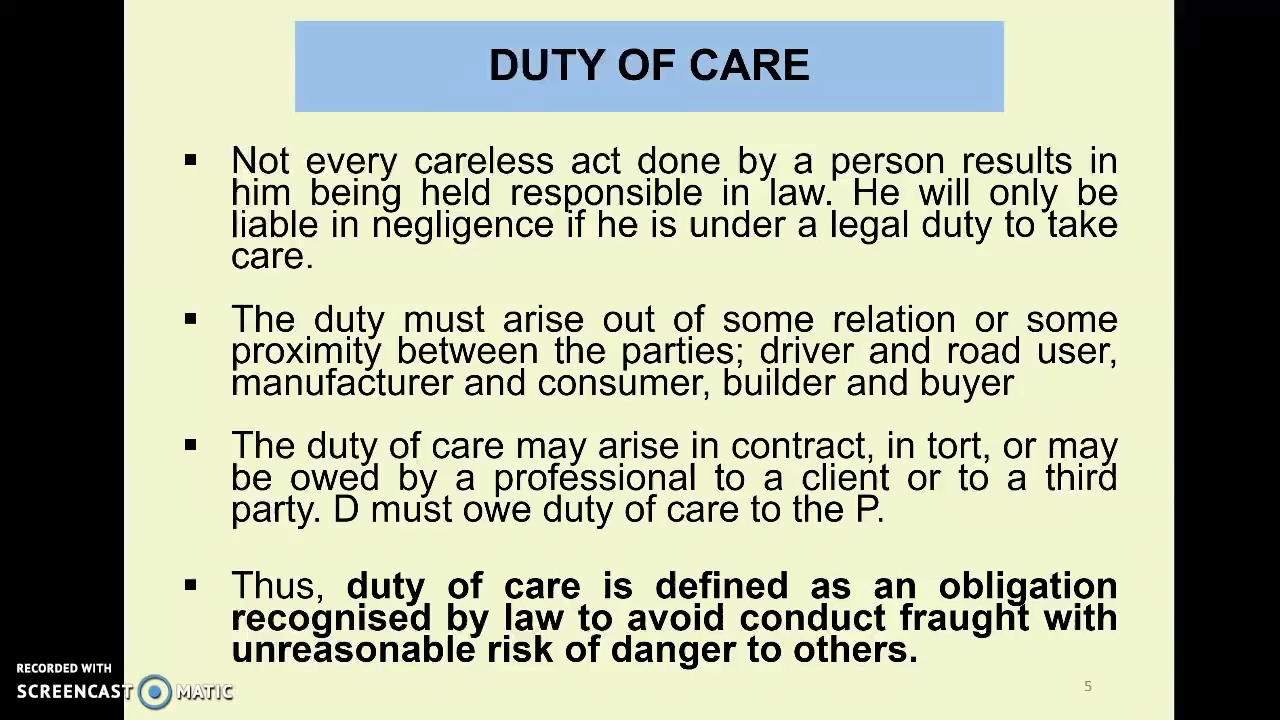 DUTY OF CARE
▪ Not every careless act done by a person results in
him being held responsible in law. He will only be
liable in negligence if he is under a legal duty to take
care.
▪ The duty must arise out of some relation or some
proximity between the parties; driver and road user,
manufacturer and consumer, builder and buyer
▪ The duty of care may arise in contract, in tort, or may
be owed by a professional to a client or to a third
party. D must owe duty of care to the P.
▪ Thus, duty of care is defined as an obligation
recognised by law to avoid conduct fraught with
unreasonable risk of danger to others.
RECORDED WITH
SCREENCAST MATIC
5